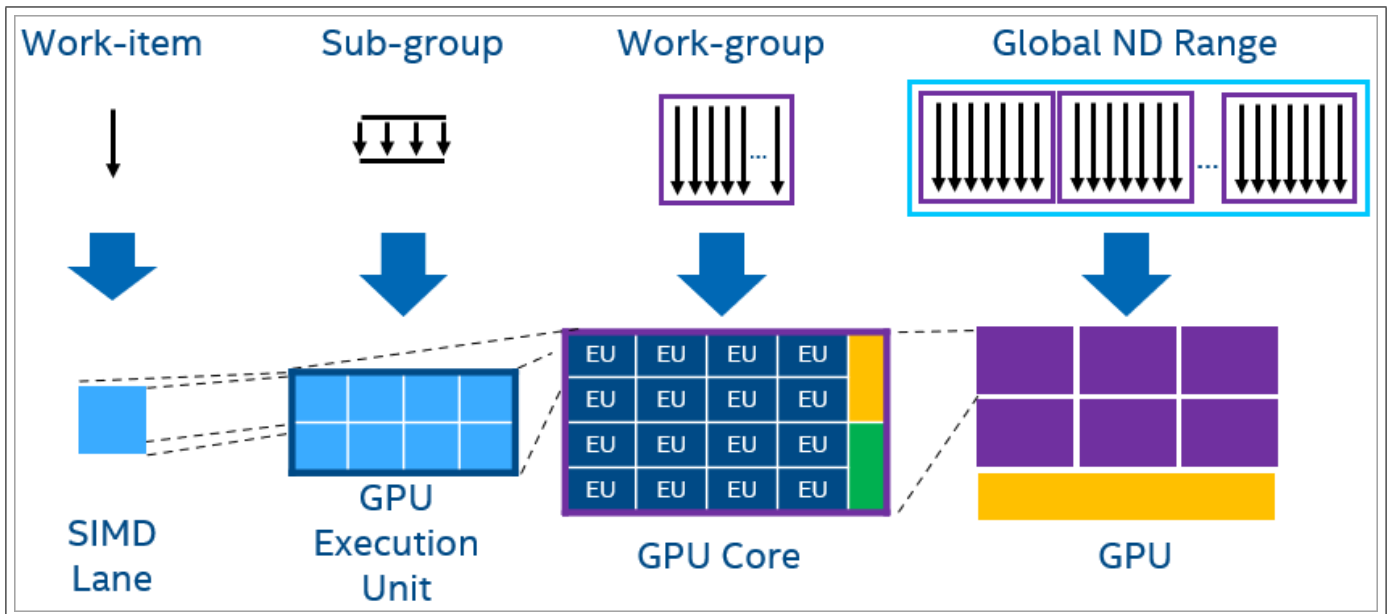 Work-item
Sub-group
Work-group
Global ND Range
...
...
EU EU EU EU
EU EU EU EU
EU EU EU EU
EU EU EU EU
SIMD
Lane
GPU
Execution
Unit
GPU Core
GPU